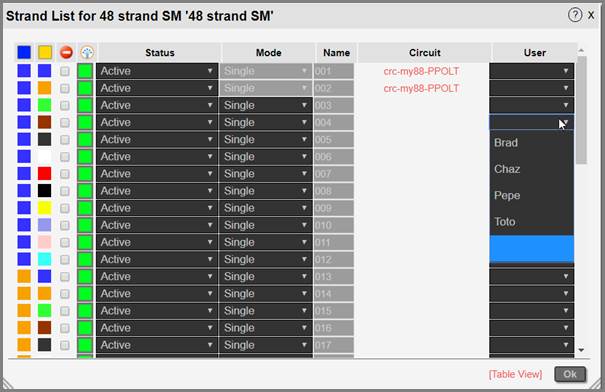 Strand List for 48 strand SM '48 strand SM' ? X
Status Mode Name Circuit User
Active Single 001 crc-my88-PPOLT
Active Single 002 crc-my88-PPOLT
Active Single 003
Active Single 004
Active Single 005 Brad
Active Single 006
Active Single 007 Chaz
Active Single 008 Pepe
Active Single 009
Active Single 010 Toto
Active Single 011
Active Single 012
Active Single 013
Active Single 014
Active Single 015
Active Single 016
Active Single 017
[Table View] Ok